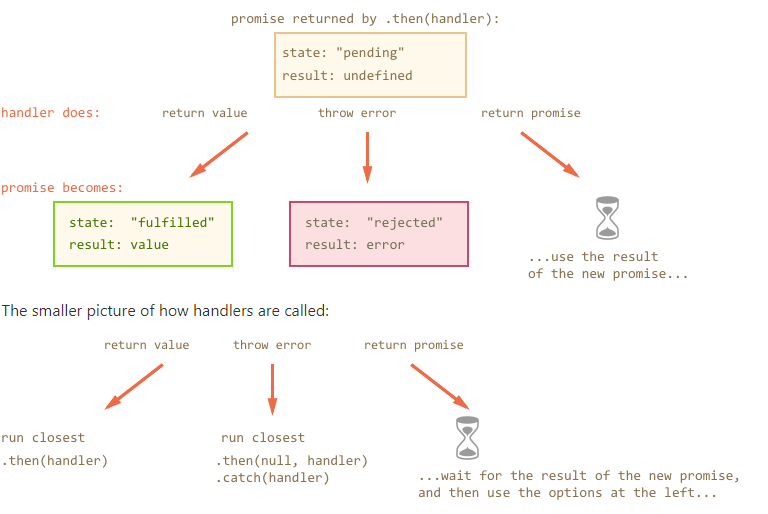 promise returned by .then(handler):
state: "pending"
result: undefined
handler does:
return value
throw error
return promise
promise becomes:
state:  "fulfilled"
result: value
state:  "rejected"
result: error
...use the result
of the new promise...
The smaller picture of how handlers are called:
return value
throw error
return promise
run closest
.then(handler)
run closest
.then(null, handler)
.catch(handler)
...wait for the result of the new promise,
and then use the options at the left...